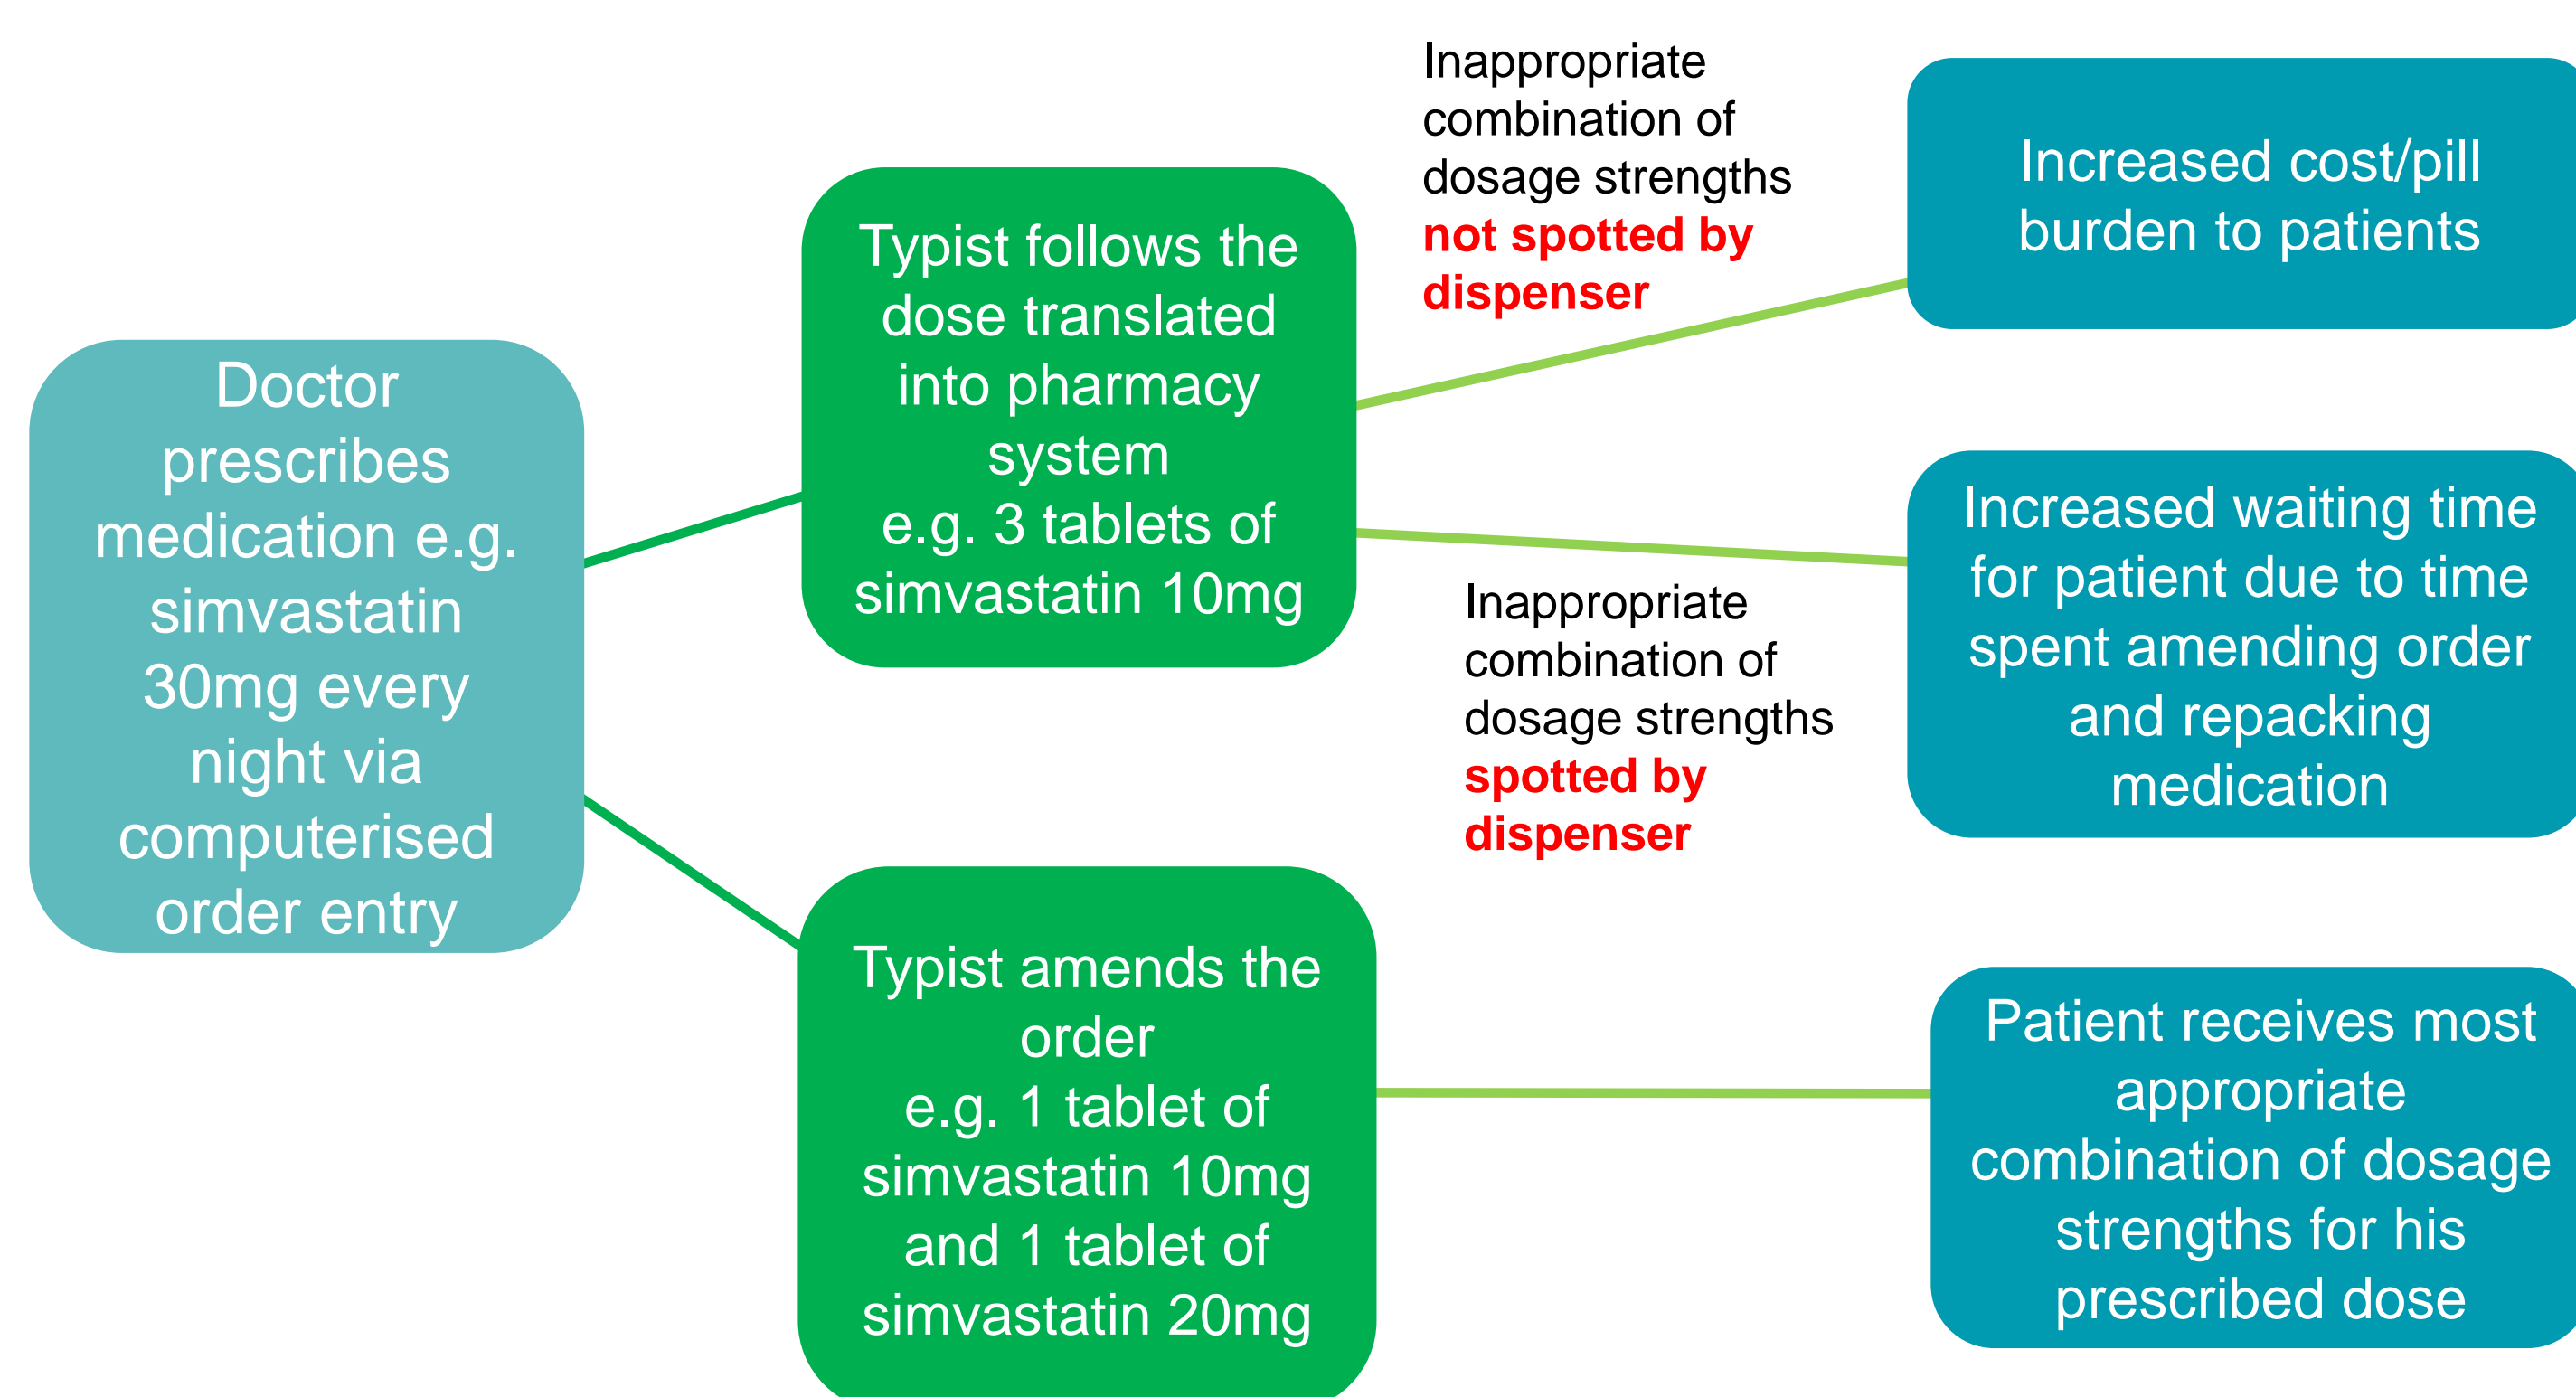 Doctor
prescribes
medication e.g.
simvastatin
30mg every
night via
computerised
order entry
Typist follows the
dose translated
into pharmacy
system
e.g. 3 tablets of
simvastatin 10mg
Typist amends the
order
e.g. 1 tablet of
simvastatin 10mg
and 1 tablet of
simvastatin 20mg
Inappropriate
combination of
dosage strengths
not spotted by
dispenser
Inappropriate
combination of
dosage strengths
spotted by
dispenser
Increased cost/pill
burden to patients
Increased waiting time
for patient due to time
spent amending order
and repacking
medication
Patient receives most
appropriate
combination of dosage
strengths for his
prescribed dose